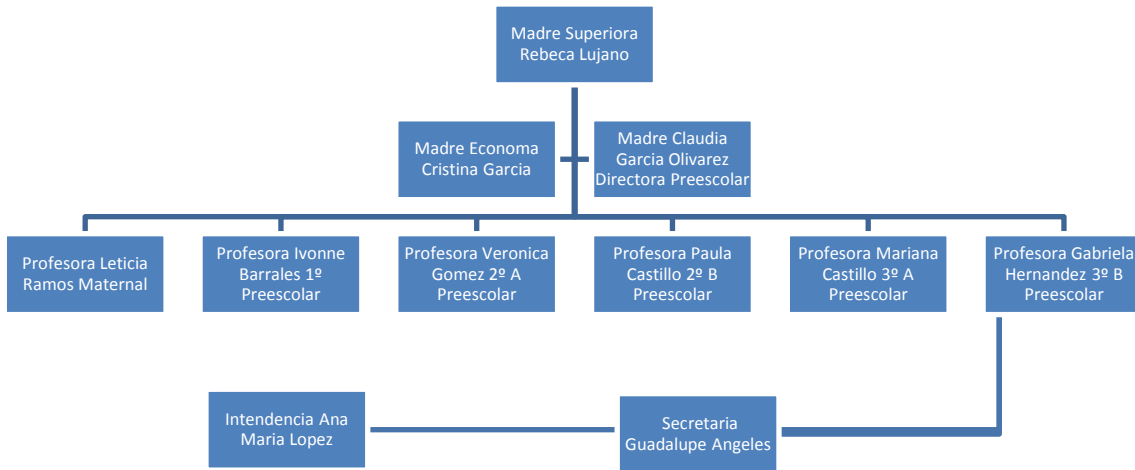 Madre Superiora
Rebeca Lujano
Madre Economa
Cristina Garcia
Madre Claudia
Garcia Olivarez
Directora Preescolar
Profesora Leticia
Ramos Maternal
Profesora Ivonne
Barrales 1º
Preescolar
Profesora Veronica
Gomez 2º A
Preescolar
Profesora Paula
Castillo 2º B
Preescolar
Profesora Mariana
Castillo 3º A
Preescolar
Profesora Gabriela
Hernandez 3º B
Preescolar
Intendencia Ana
Maria Lopez
Secretaria
Guadalupe Angeles